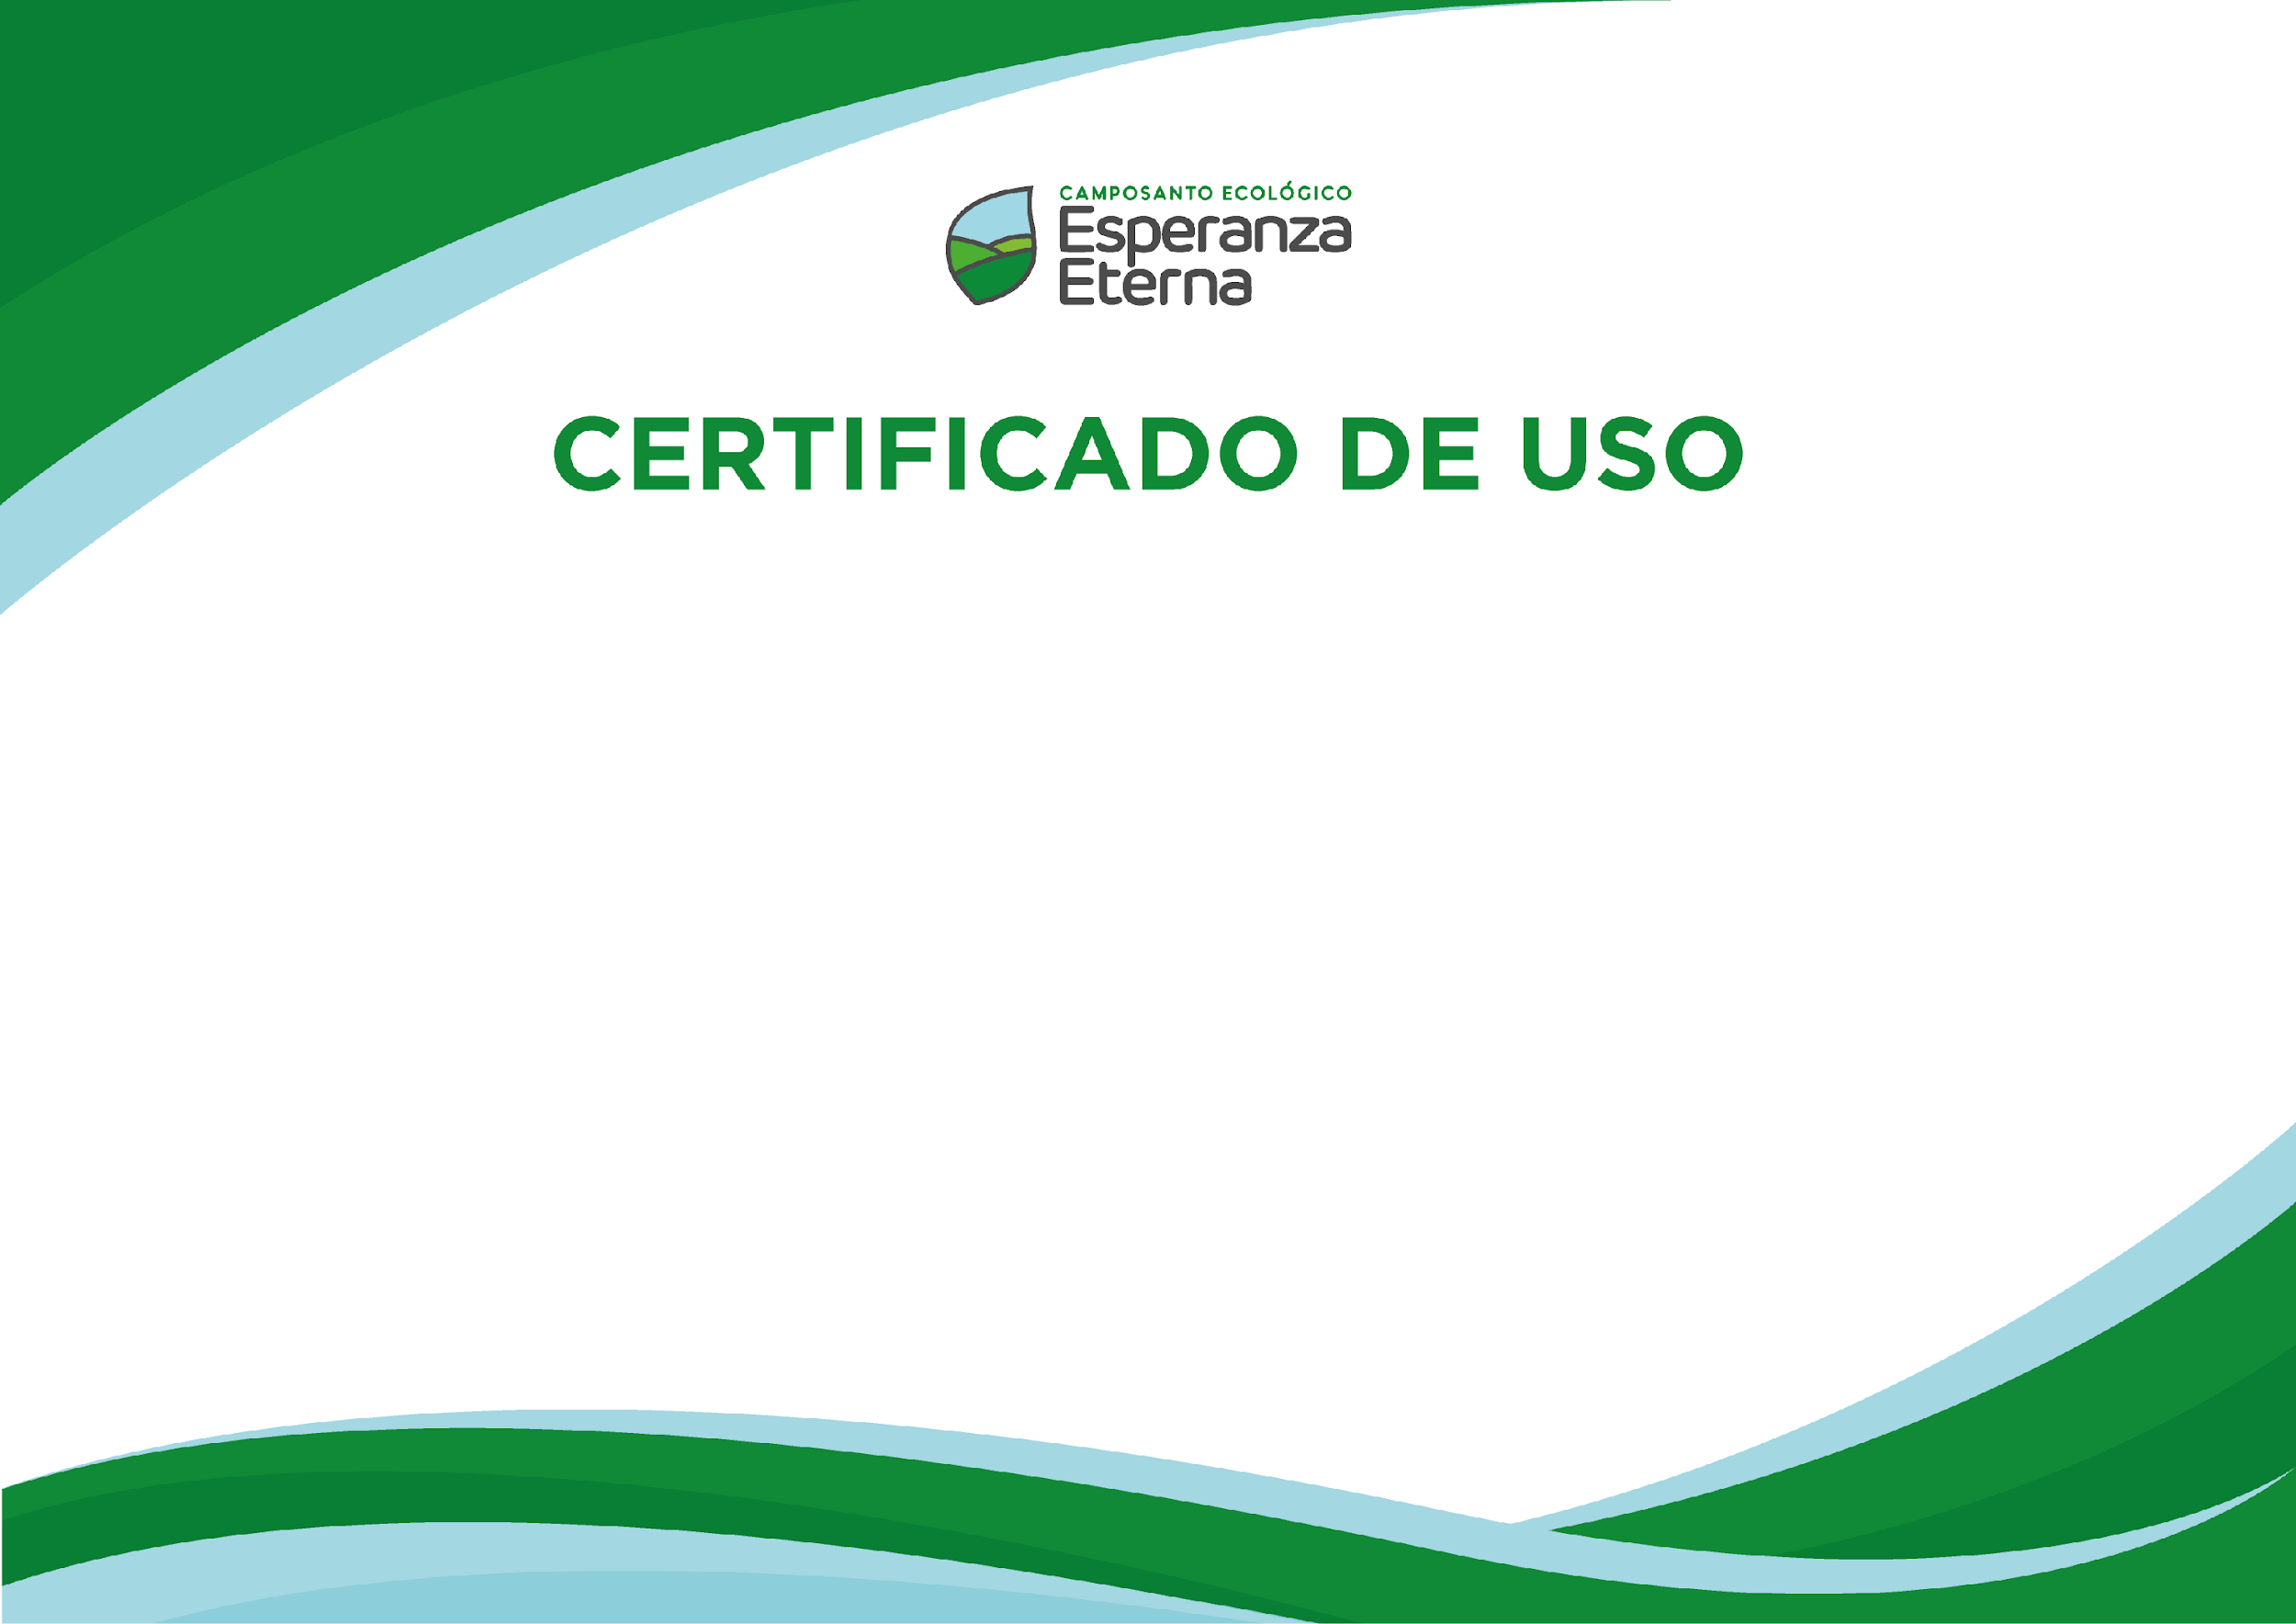 CAMPOSANTO ECOLÓGICO
Esperanza
Eterna
CERTIFICADO DE USO